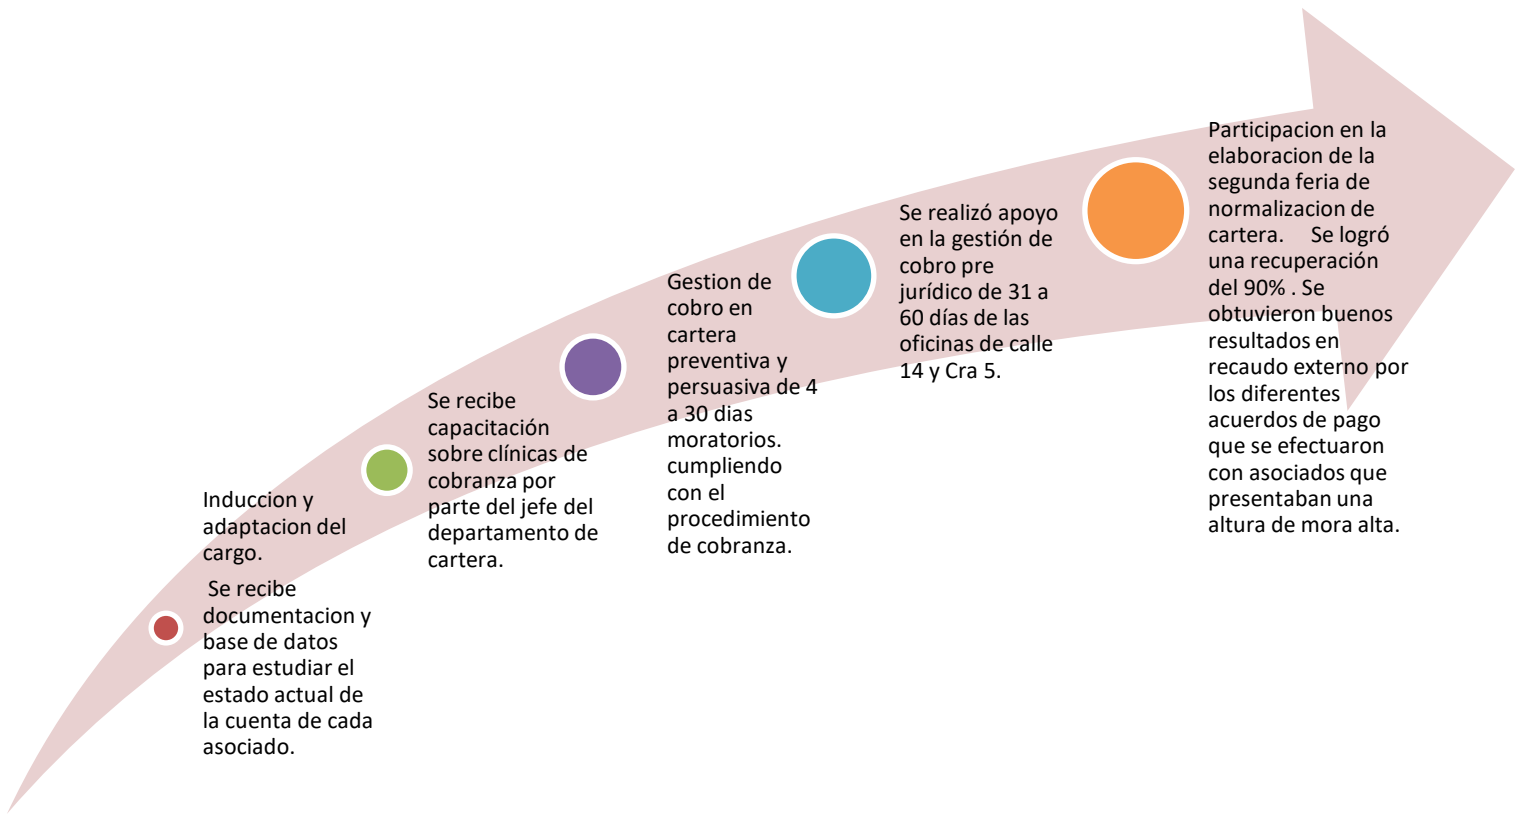 Induccion y
adaptacion del
cargo.
Se recibe
documentacion y
base de datos
para estudiar el
estado actual de
la cuenta de cada
asociado.
Se recibe
capacitación
sobre clínicas de
cobranza por
parte del jefe del
departamento de
cartera.
Gestion de
cobro en
cartera
preventiva y
persuasiva de 4
a 30 dias
moratorios.
cumpliendo
con el
procedimiento
de cobranza.
Se realizó apoyo
en la gestión de
cobro pre
jurídico de 31 a
60 días de las
oficinas de calle
14 y Cra 5.
Participacion en la
elaboracion de la
segunda feria de
normalizacion de
cartera. Se logró
una recuperación
del 90% . Se
obtuvieron buenos
resultados en
recaudo externo por
los diferentes
acuerdos de pago
que se efectuaron
con asociados que
presentaban una
altura de mora alta.